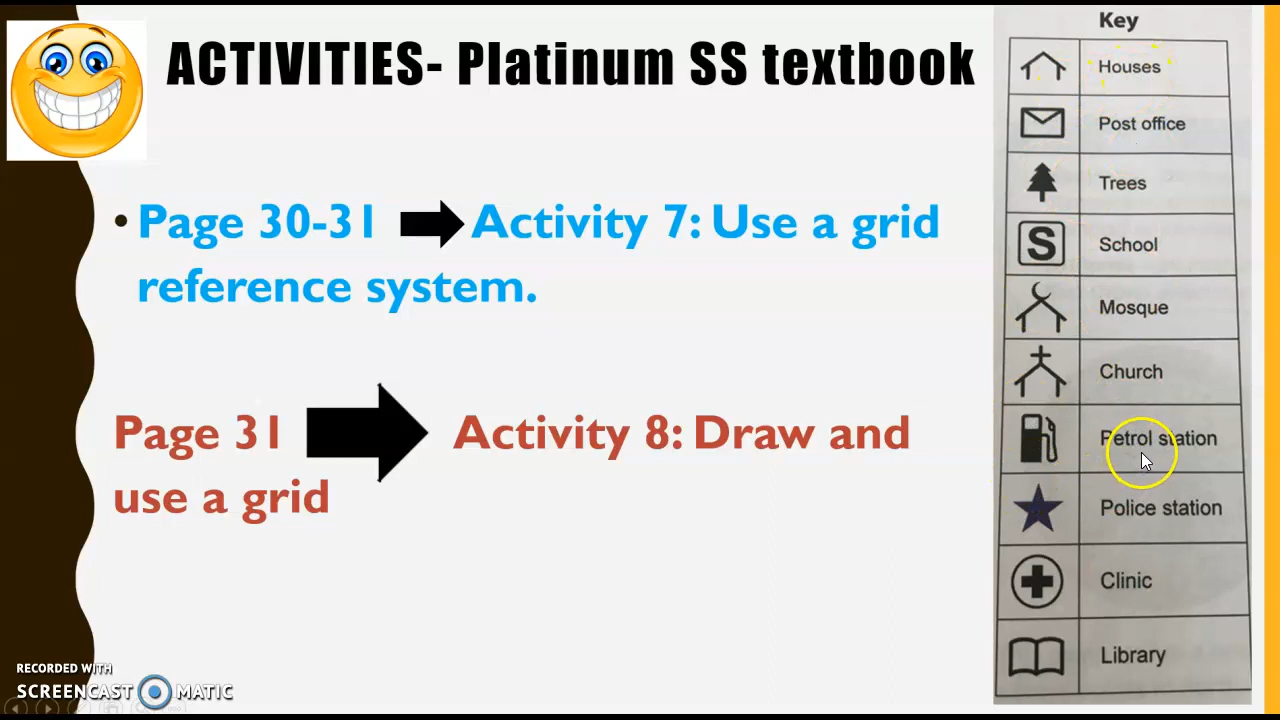 ACTIVITIES- Platinum SS textbook
• Page 30-31 Activity 7: Use a grid
reference system.
Page 31 Activity 8: Draw and
use a grid
Key
Houses
Post office
Trees
S School
Mosque
Church
Petrol station
Police station
Clinic
Library
RECORDED WITH
SCREENCAST MATIC